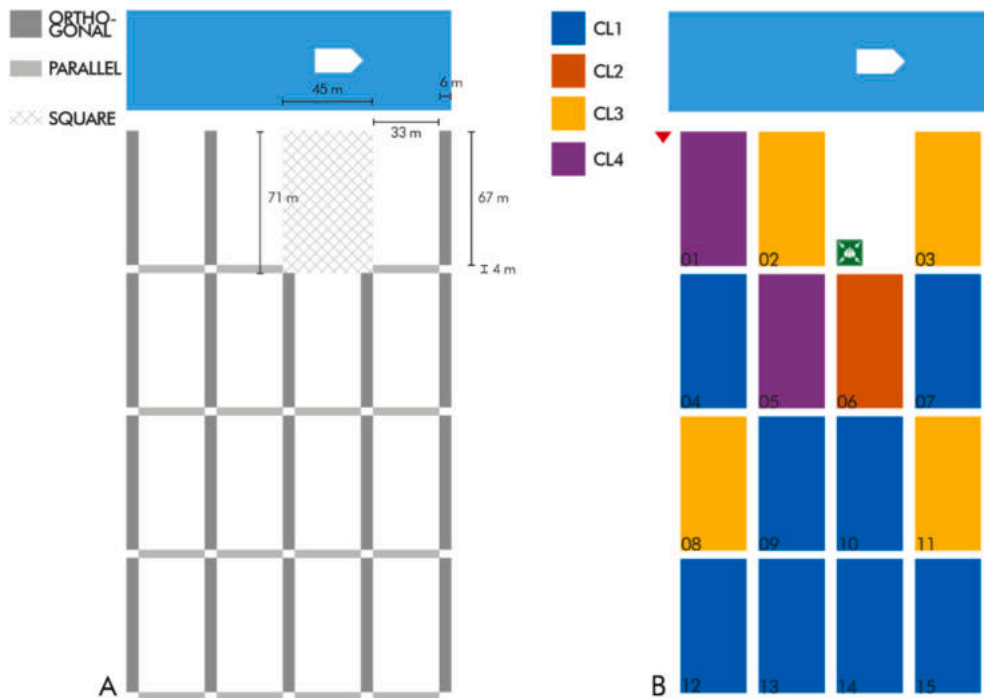 ORTHO-
GONAL
PARALLEL
SQUARE
45 m
6 m
33 m
71 m
67 m
4 m
A
CL1
CL2
CL3
CL4
01
02
03
04
05
06
07
08
09
10
11
12
13
14
15
B